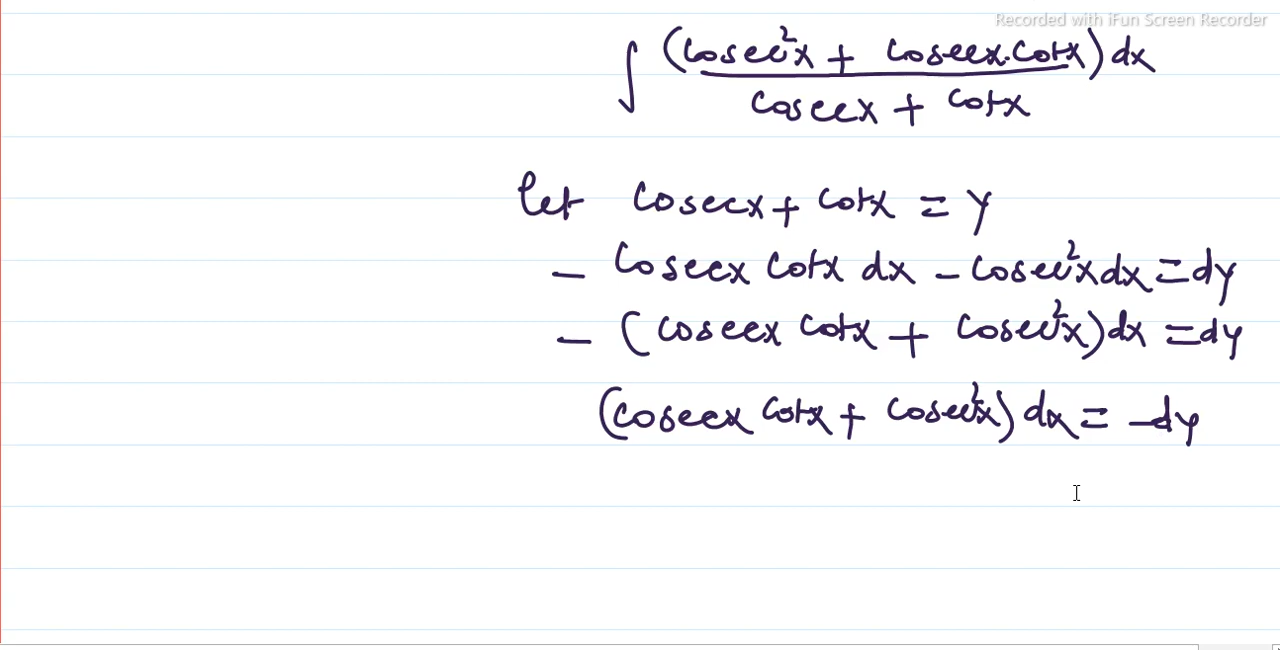 Recorded with iFun Screen Recorder
∫ (cosec²x + cosecx.cotx) dx
cosecx + cotx
let cosecx + cotx = y
- cosecx cotx dx - cosec²x dx = dy
- (cosecx cotx + cosec²x) dx = dy
(cosecx cotx + cosec²x) dx = -dy